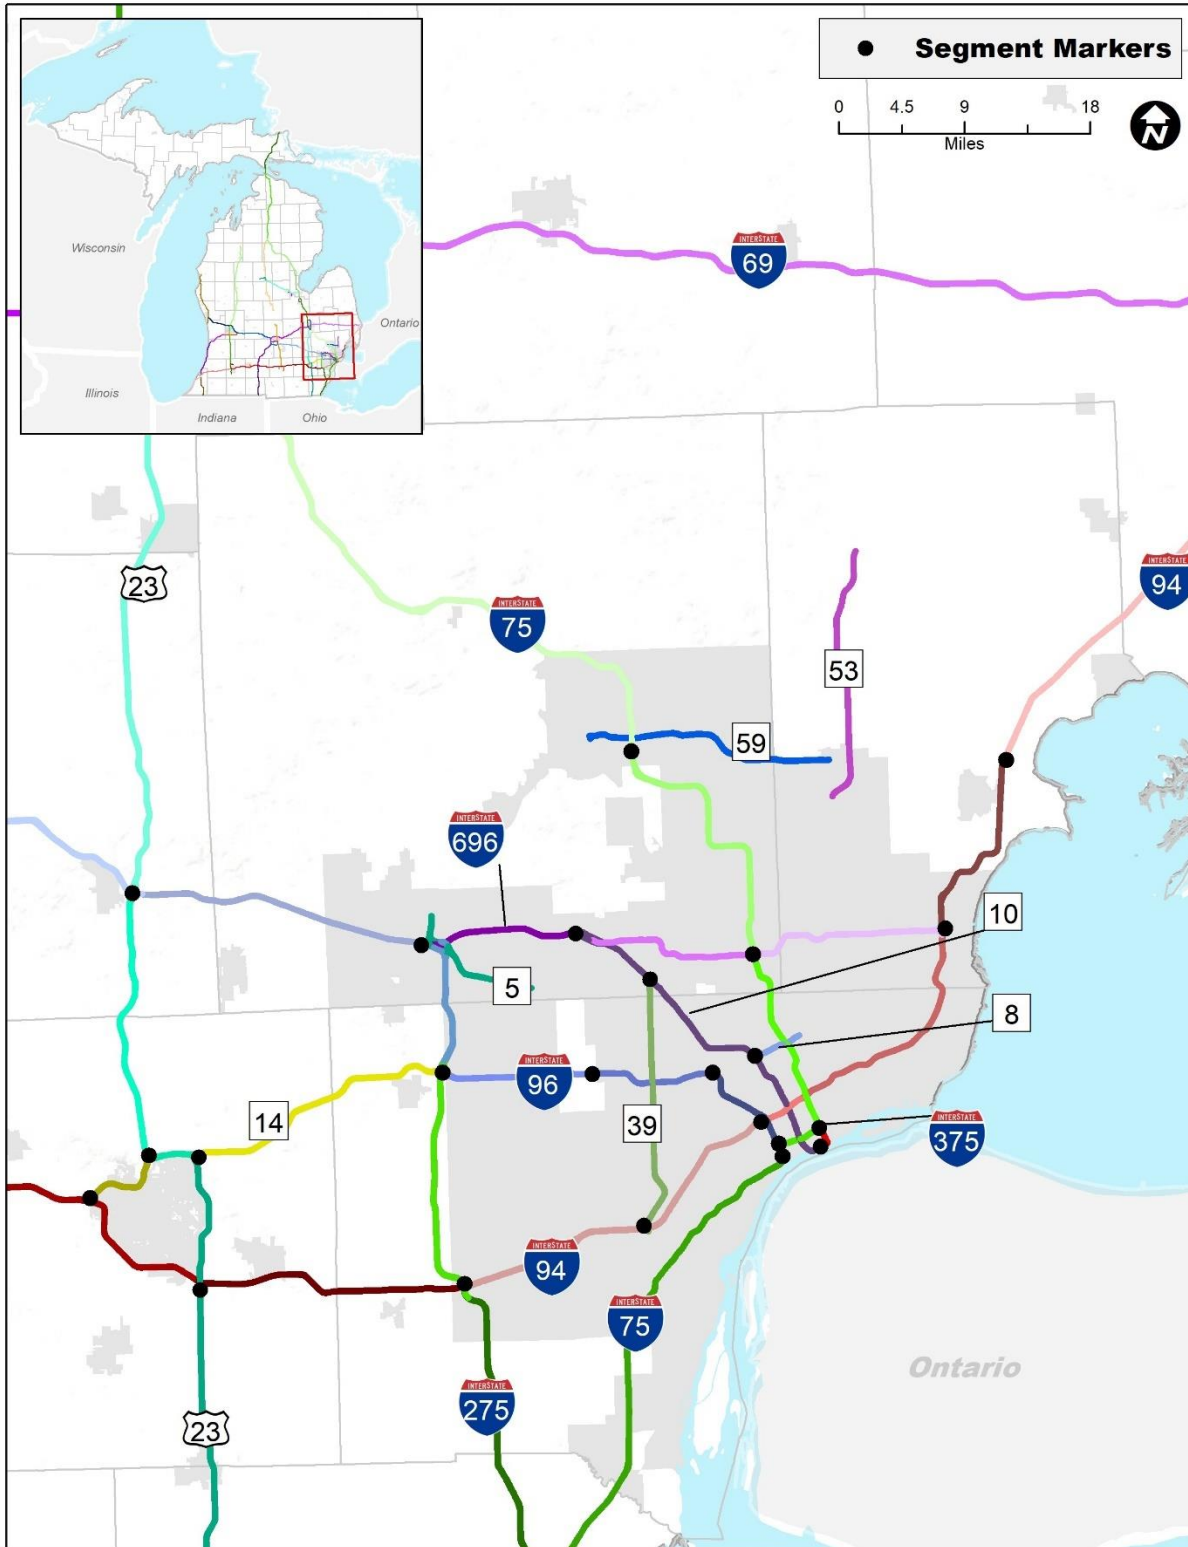 Segment Markers
0 4.5 9 18
Miles
N
Wisconsin
Ontario
Illinois
Indiana
Ohio
INTERSTATE
69
23
INTERSTATE
94
INTERSTATE
75
53
59
INTERSTATE
696
10
5
8
INTERSTATE
96
14
39
INTERSTATE
375
INTERSTATE
94
INTERSTATE
75
Ontario
INTERSTATE
275
23